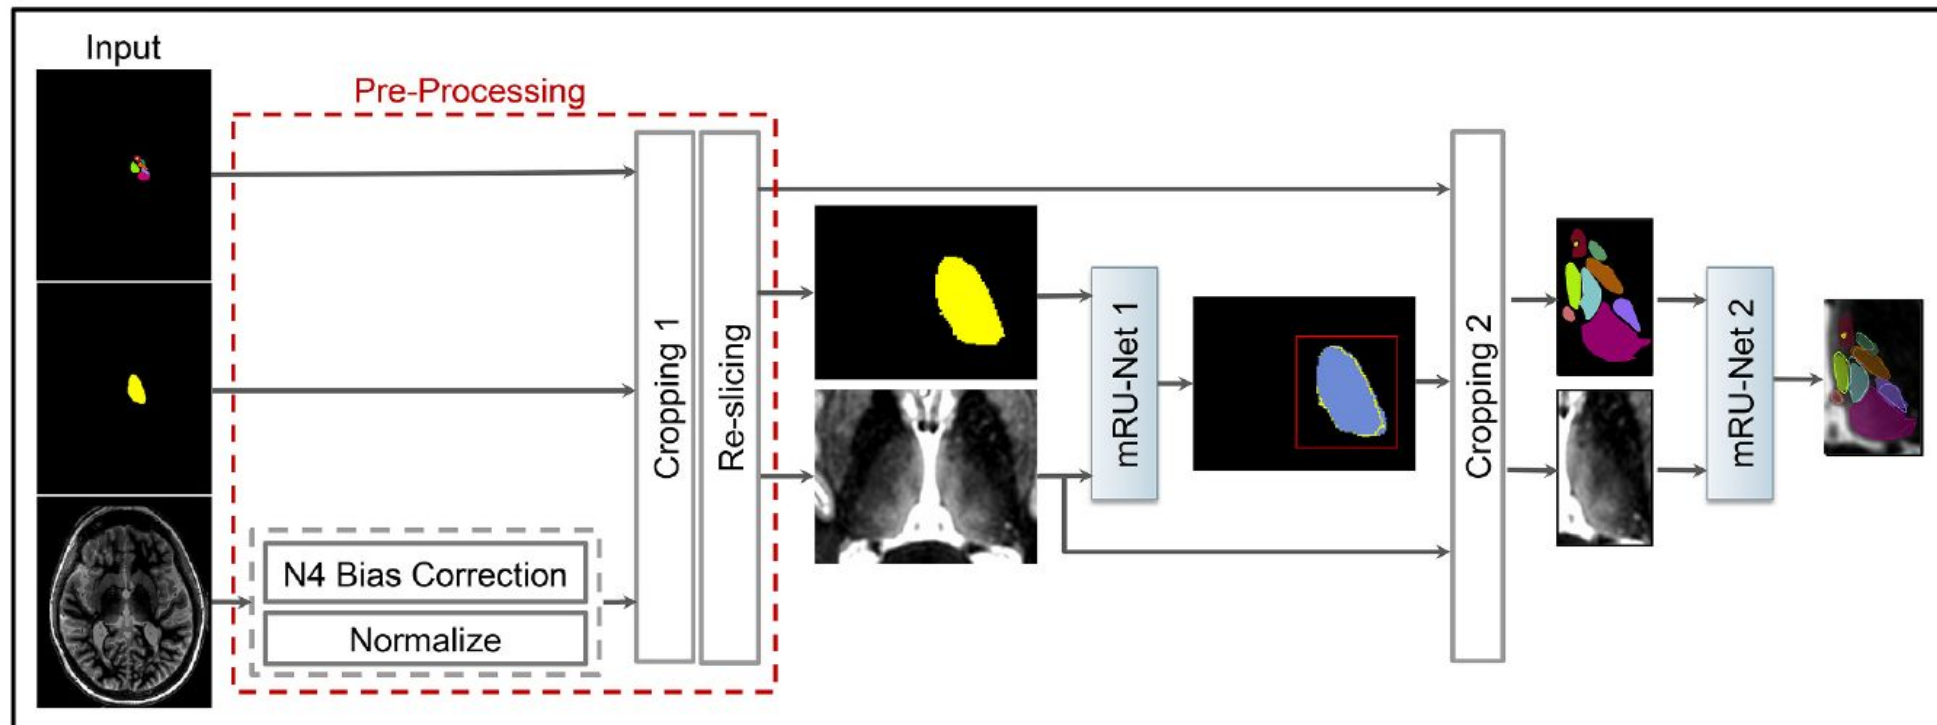 Input
Pre-Processing
Cropping 1
Re-slicing
N4 Bias Correction
Normalize
mRU-Net 1
Cropping 2
mRU-Net 2